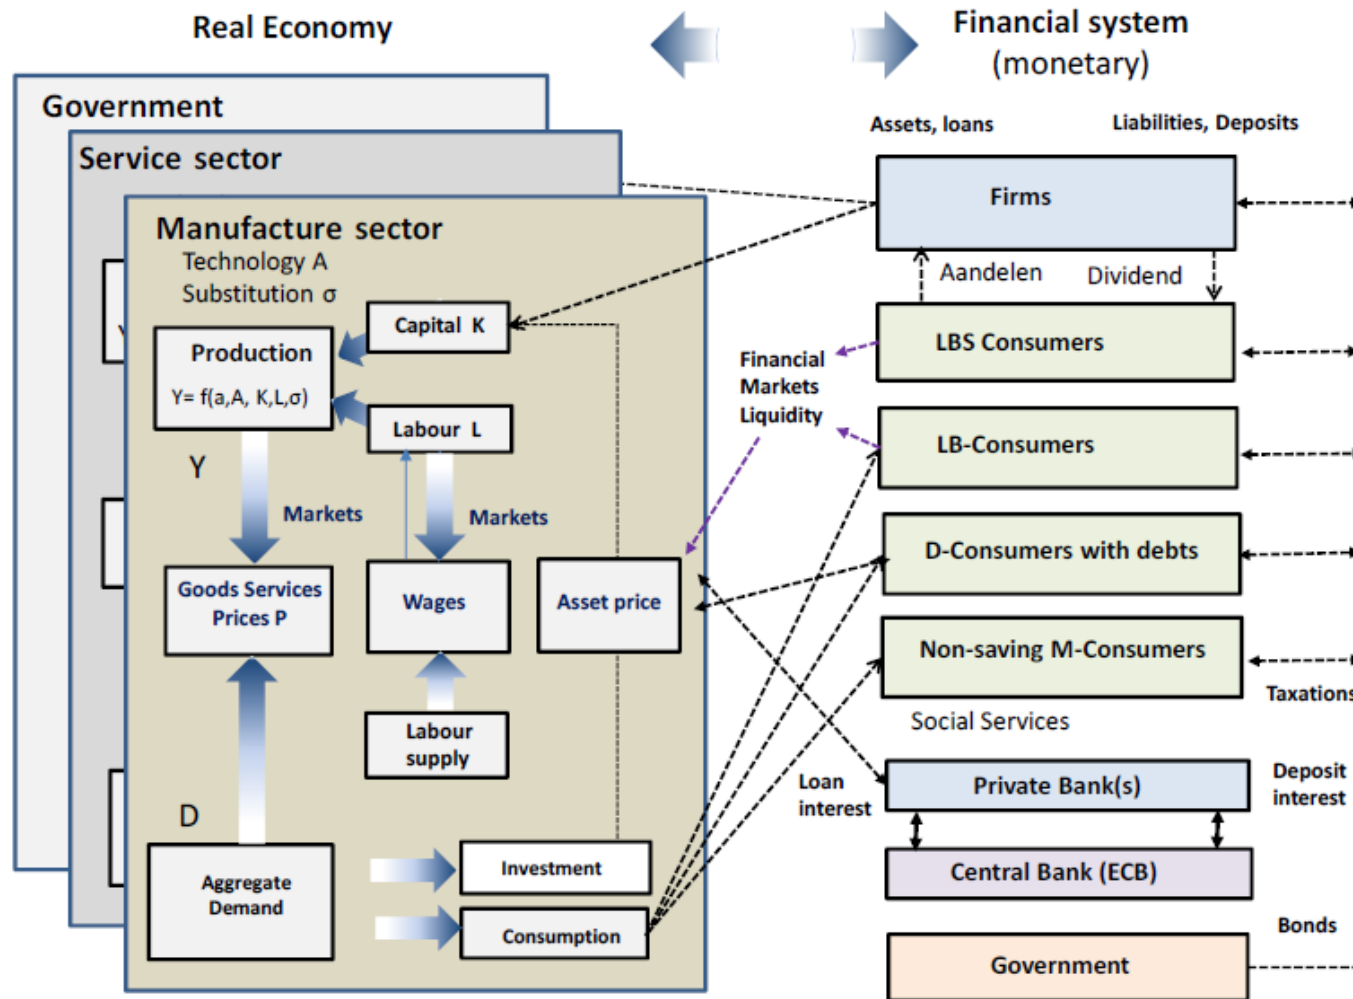 Real Economy
Financial system
(monetary)
Government
Service sector
Manufacture sector
Technology A
Substitution σ
Capital K
Production
Y= f(a,A, K,L,σ)
Labour L
Y
Markets
Markets
Goods Services
Prices P
Wages
Asset price
Labour
supply
D
Aggregate
Demand
Investment
Consumption
Assets, loans
Liabilities, Deposits
Firms
Aandelen
Dividend
LBS Consumers
Financial
Markets
Liquidity
LB-Consumers
D-Consumers with debts
Non-saving M-Consumers
Taxations
Social Services
Loan
interest
Private Bank(s)
Deposit
interest
Central Bank (ECB)
Bonds
Government